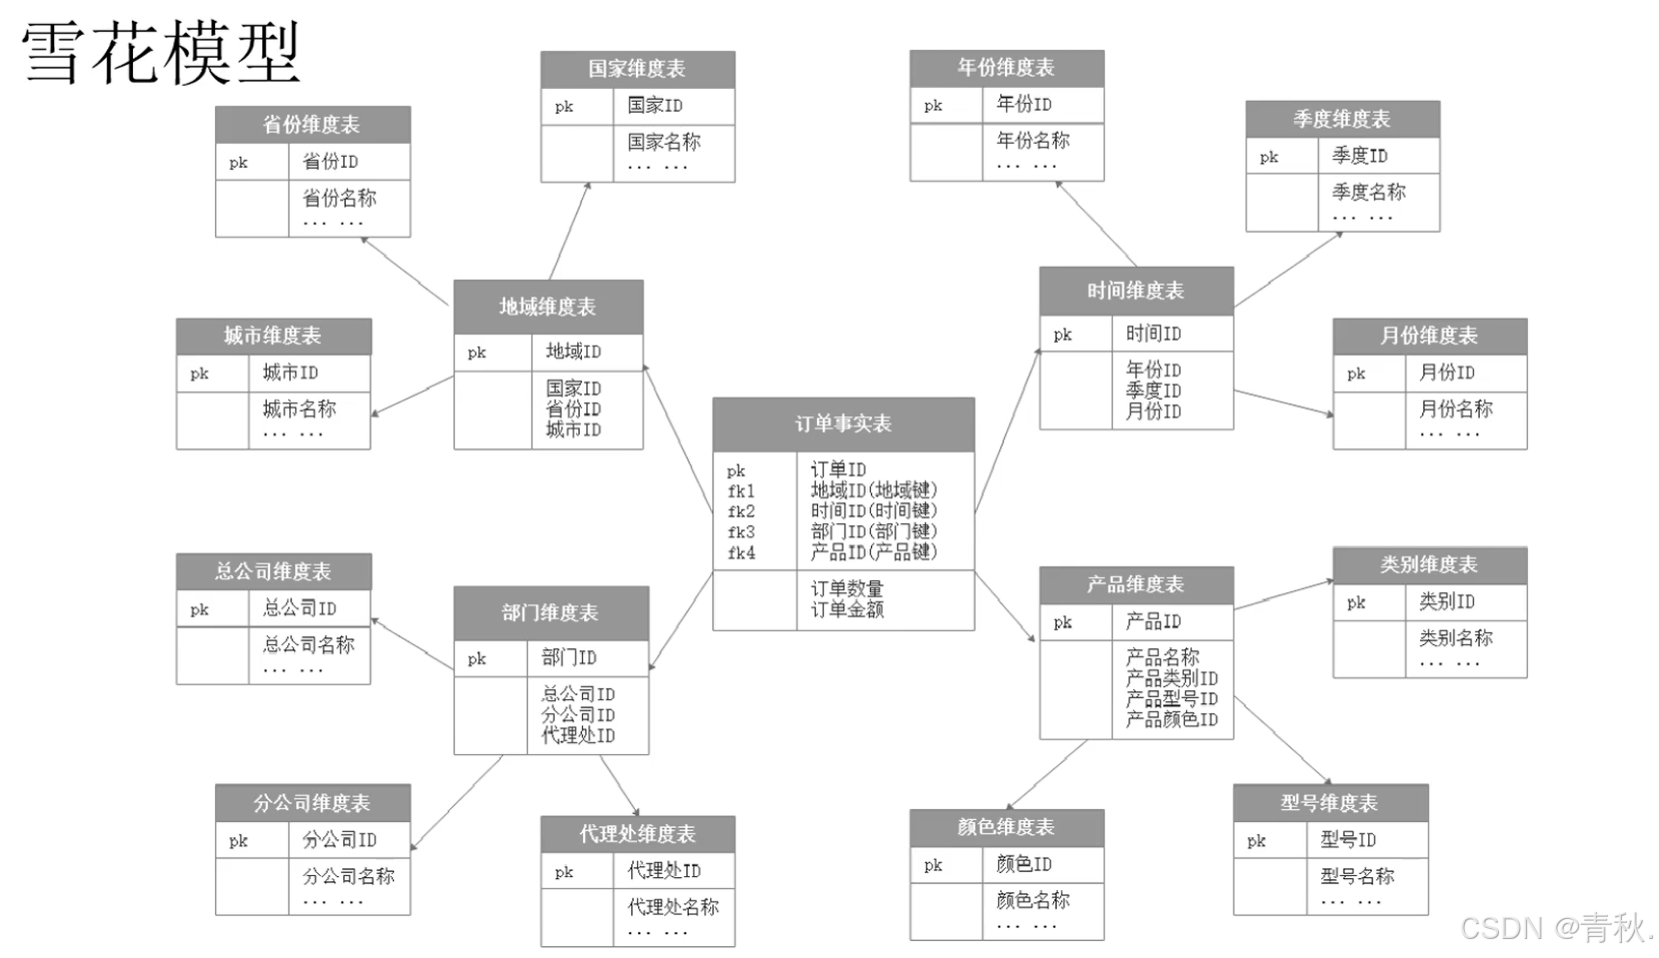 雪花模型
国家维度表
pk 国家ID
国家名称
... ...
年份维度表
pk 年份ID
年份名称
... ...
省份维度表
pk 省份ID
省份名称
... ...
季度维度表
pk 季度ID
季度名称
... ...
地域维度表
pk 地域ID
国家ID
省份ID
城市ID
时间维度表
pk 时间ID
年份ID
季度ID
月份ID
城市维度表
pk 城市ID
城市名称
... ...
月份维度表
pk 月份ID
月份名称
... ...
订单事实表
pk 订单ID
fk1 地域ID(地域键)
fk2 时间ID(时间键)
fk3 部门ID(部门键)
fk4 产品ID(产品键)
订单数量
订单金额
总公司维度表
pk 总公司ID
总公司名称
... ...
部门维度表
pk 部门ID
总公司ID
分公司ID
代理处ID
产品维度表
pk 产品ID
产品名称
产品类别ID
产品型号ID
产品颜色ID
类别维度表
pk 类别ID
类别名称
... ...
分公司维度表
pk 分公司ID
分公司名称
... ...
代理处维度表
pk 代理处ID
代理处名称
... ...
颜色维度表
pk 颜色ID
颜色名称
... ...
型号维度表
pk 型号ID
型号名称
... ...
CSDN @青秋.